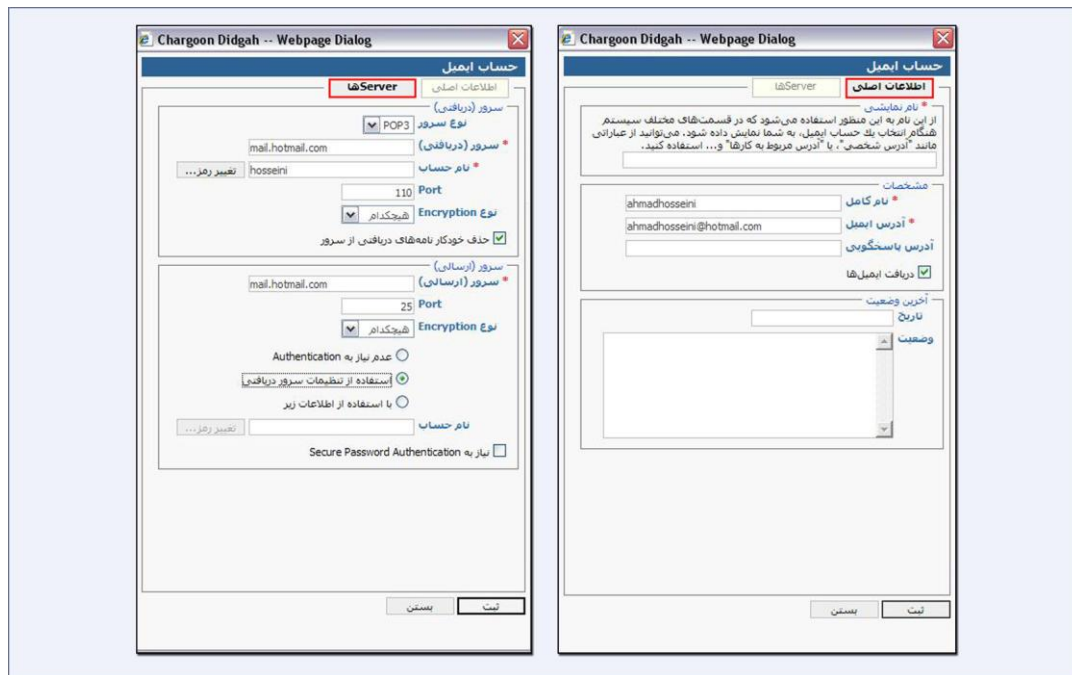 Chargoon Didgah -- Webpage Dialog
حساب ایمیل
اطلاعات اصلی
Serverها
* نام نمایشی
از این نام به این منظور استفاده می‌شود که در قسمت‌های مختلف سیستم
هنگام انتخاب یك حساب ایمیل، به شما نمایش داده شود. می‌توانید از عباراتی
مانند "آدرس شخصی"، یا "آدرس مربوط به کارها" و... استفاده کنید.
مشخصات
* نام کامل
ahmadhosseini
* آدرس ایمیل
ahmadhosseini@hotmail.com
آدرس پاسخگویی
دریافت ایمیل‌ها
آخرین وضعیت
تاریخ
وضعیت
ثبت
بستن
Chargoon Didgah -- Webpage Dialog
حساب ایمیل
اطلاعات اصلی
Serverها
سرور (دریافتی)
نوع سرور
POP3
* سرور (دریافتی)
mail.hotmail.com
* نام حساب
hosseini
تغییر رمز...
Port
110
نوع Encryption
هیچکدام
حذف خودکار نامه‌های دریافتی از سرور
سرور (ارسالی)
* سرور (ارسالی)
mail.hotmail.com
Port
25
نوع Encryption
هیچکدام
عدم نیاز به Authentication
استفاده از تنظیمات سرور دریافتی
با استفاده از اطلاعات زیر
نام حساب
تغییر رمز...
نیاز به Secure Password Authentication
ثبت
بستن